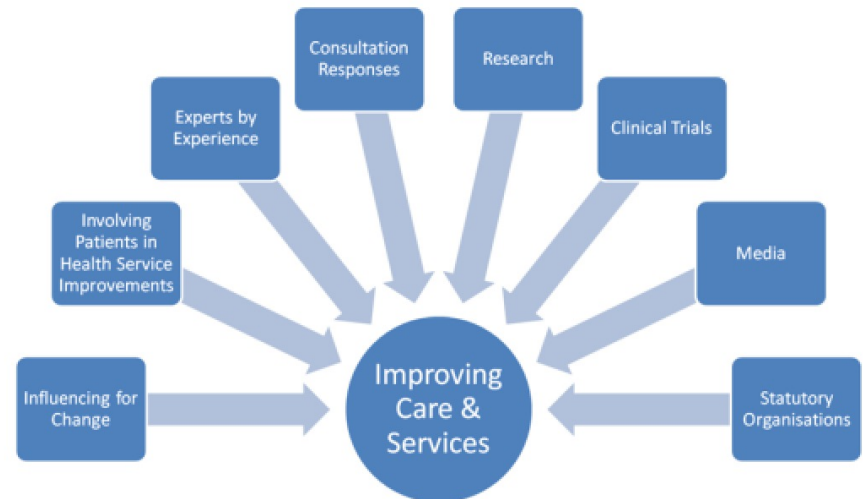 Influencing for
Change
Involving
Patients in
Health Service
Improvements
Experts by
Experience
Consultation
Responses
Research
Clinical Trials
Media
Statutory
Organisations
Improving
Care &
Services